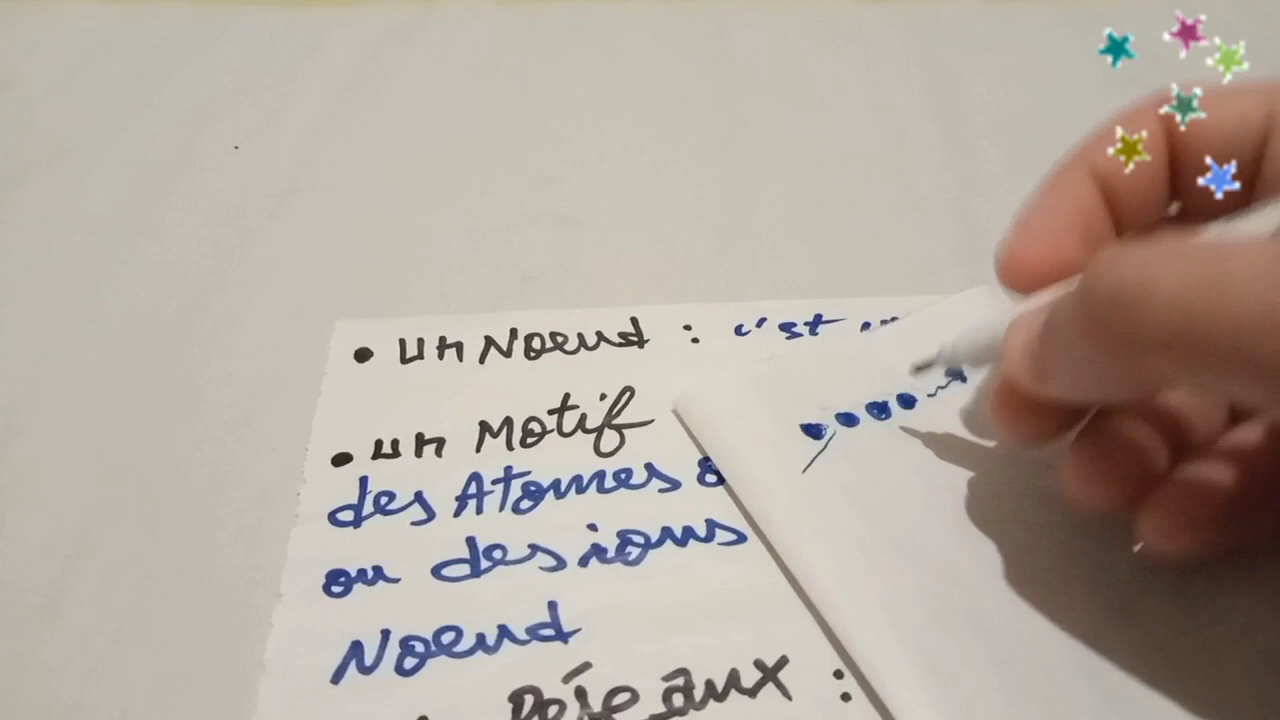 • un Noeud : c'est
• un Motif
des Atomes
ou des ions
Noeud
Réseaux :